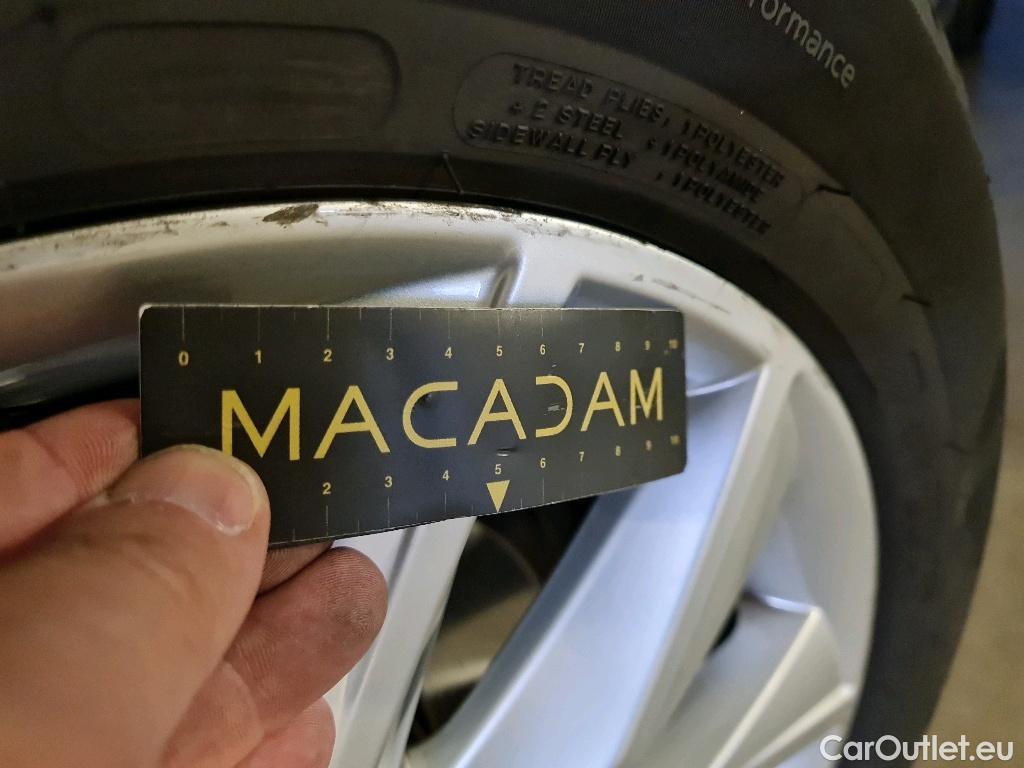 formance
TREAD PLIES, 1 POLYESTER
+ 2 STEEL + 1 POLYAMIDE
SIDEWALL PLY , 1 POLYESTER
0 1 2 3 4 5 6 7 8 9 10
MACADAM
2 3 4 5 6 7 8 9 10
CarOutlet.eu